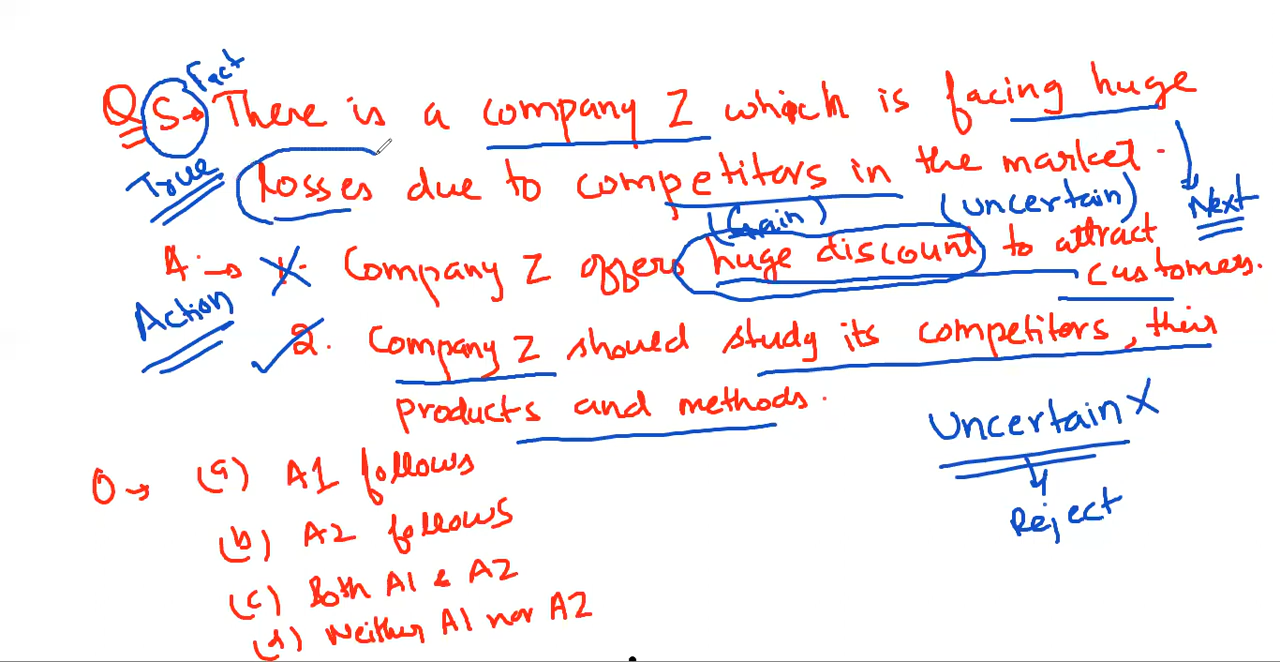 Fact
Q S→ There is a company Z which is facing huge
True losses due to competitors in the market.
(Gain) (uncertain) Next
A → 1. Company Z offers huge discount to attract
customers.
Action
2. Company Z should study its competitors, their
products and methods.
Uncertain X
Reject
O → (a) A1 follows
(b) A2 follows
(c) Both A1 & A2
(d) Neither A1 nor A2